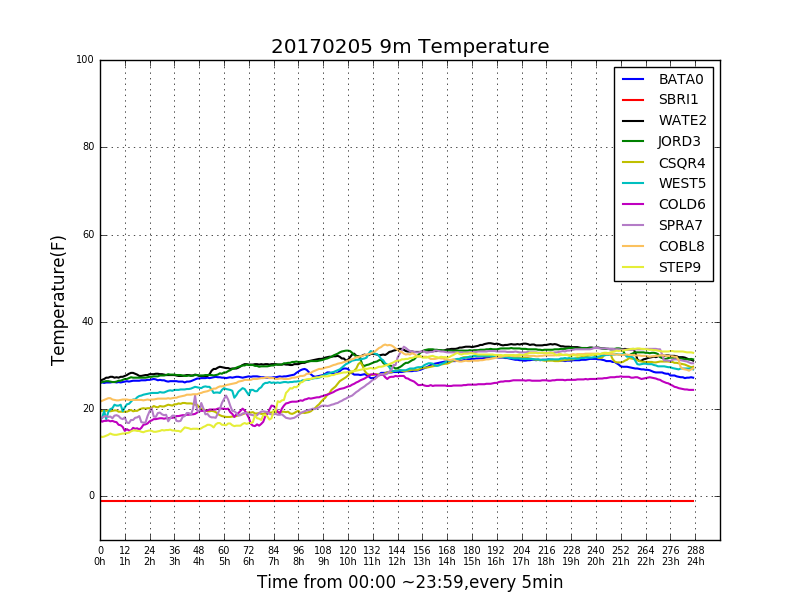 20170205 9m Temperature
Temperature(F)
100
80
60
40
20
0
BATA0
SBRI1
WATE2
JORD3
CSQR4
WEST5
COLD6
SPRA7
COBL8
STEP9
0 12 24 36 48 60 72 84 96 108 120 132 144 156 168 180 192 204 216 228 240 252 264 276 288
0h 1h 2h 3h 4h 5h 6h 7h 8h 9h 10h 11h 12h 13h 14h 15h 16h 17h 18h 19h 20h 21h 22h 23h 24h
Time from 00:00 ~23:59,every 5min